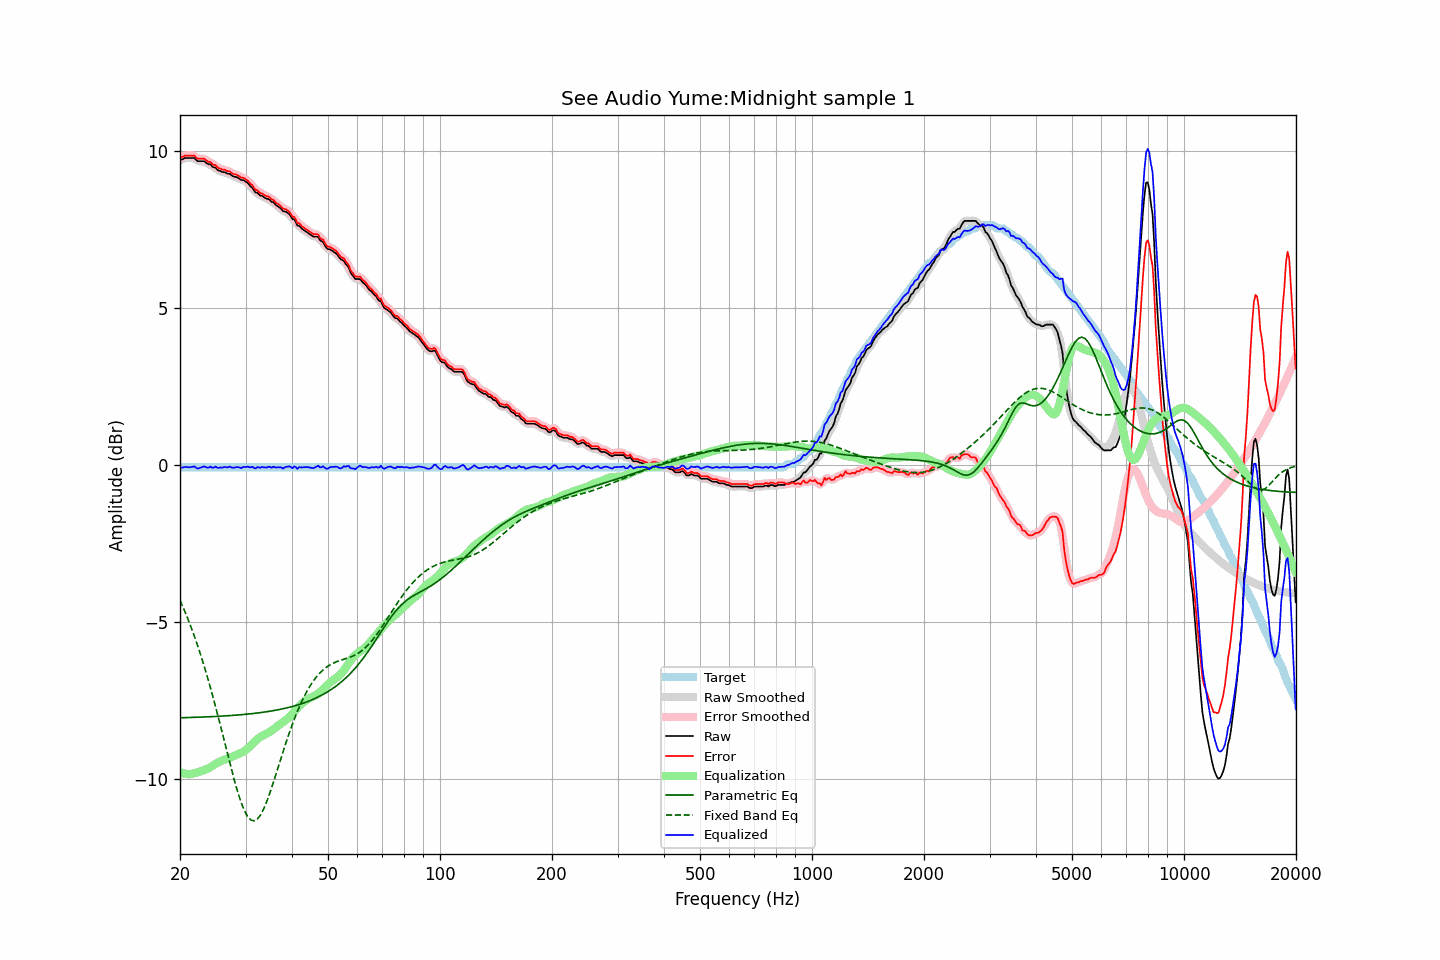 See Audio Yume:Midnight sample 1
10
5
0
−5
−10
Amplitude (dBr)
20
50
100
200
500
1000
2000
5000
10000
20000
Frequency (Hz)
Target
Raw Smoothed
Error Smoothed
Raw
Error
Equalization
Parametric Eq
Fixed Band Eq
Equalized